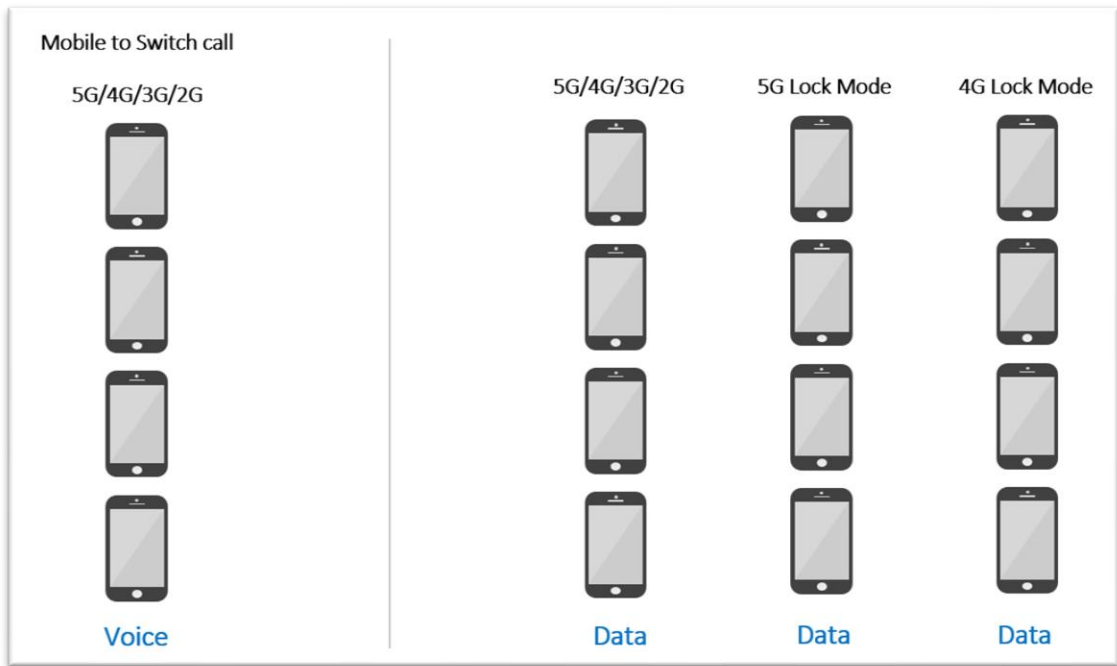 Mobile to Switch call
5G/4G/3G/2G
Voice
5G/4G/3G/2G
5G Lock Mode
4G Lock Mode
Data
Data
Data